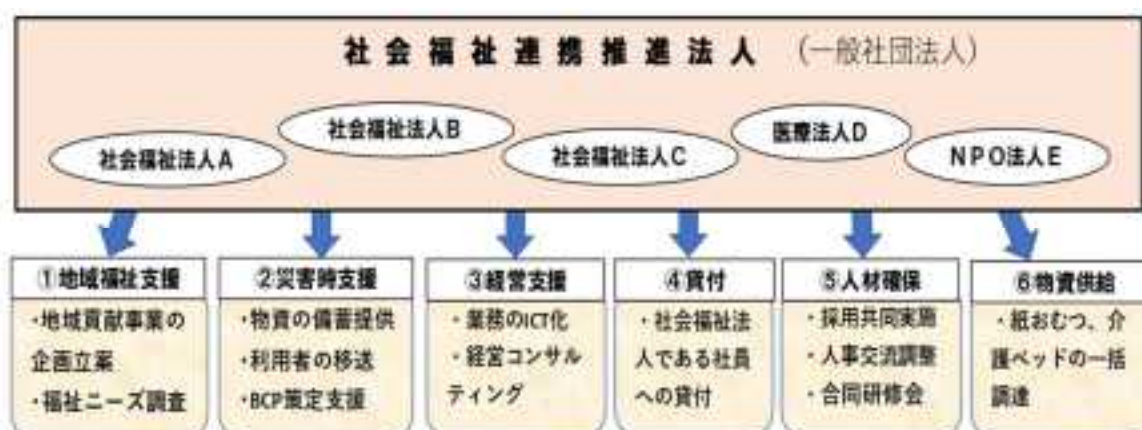 社会福祉連携推進法人 (一般社団法人)
社会福祉法人A
社会福祉法人B
社会福祉法人C
医療法人D
NPO法人E
①地域福祉支援
・地域貢献事業の
企画立案
・福祉ニーズ調査
②災害時支援
・物資の備蓄提供
・利用者の移送
・BCP策定支援
③経営支援
・業務のICT化
・経営コンサル
ティング
④貸付
・社会福祉法
人である社員
への貸付
⑤人材確保
・採用共同実施
・人事交流調整
・合同研修会
⑥物資供給
・紙おむつ、介
護ベッドの一括
調達